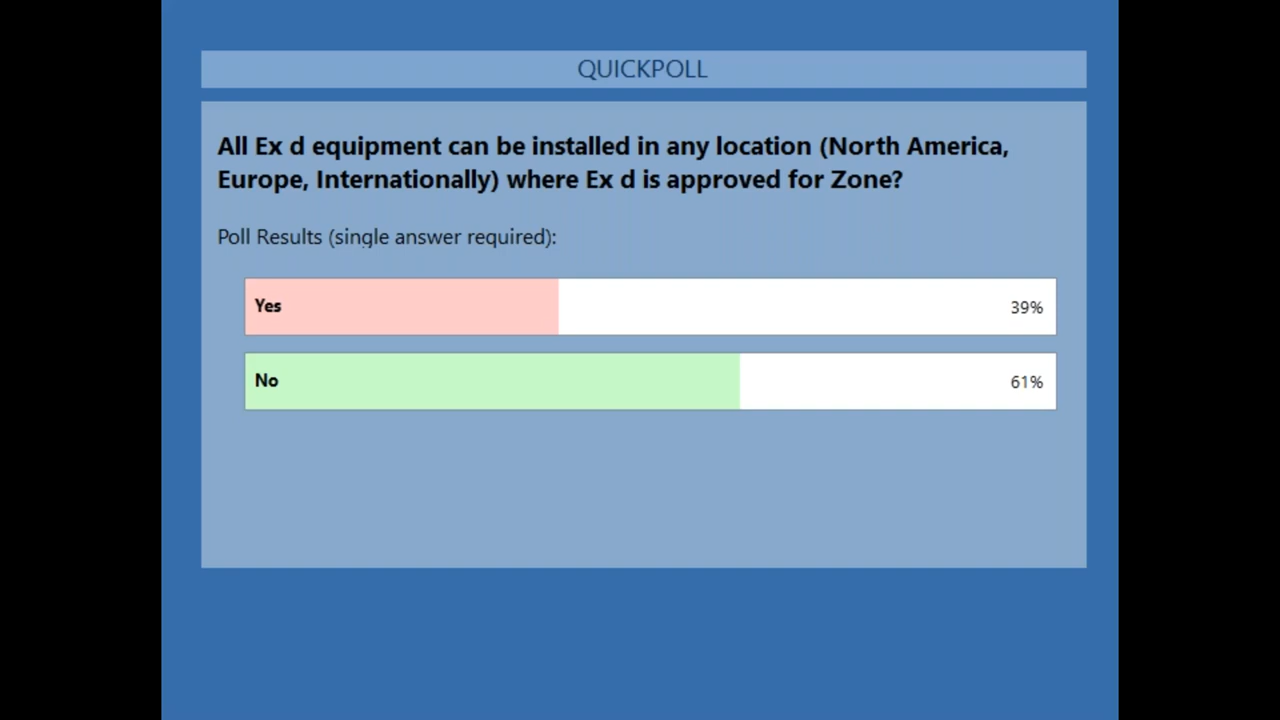 QUICKPOLL
All Ex d equipment can be installed in any location (North America,
Europe, Internationally) where Ex d is approved for Zone?
Poll Results (single answer required):
Yes 39%
No 61%